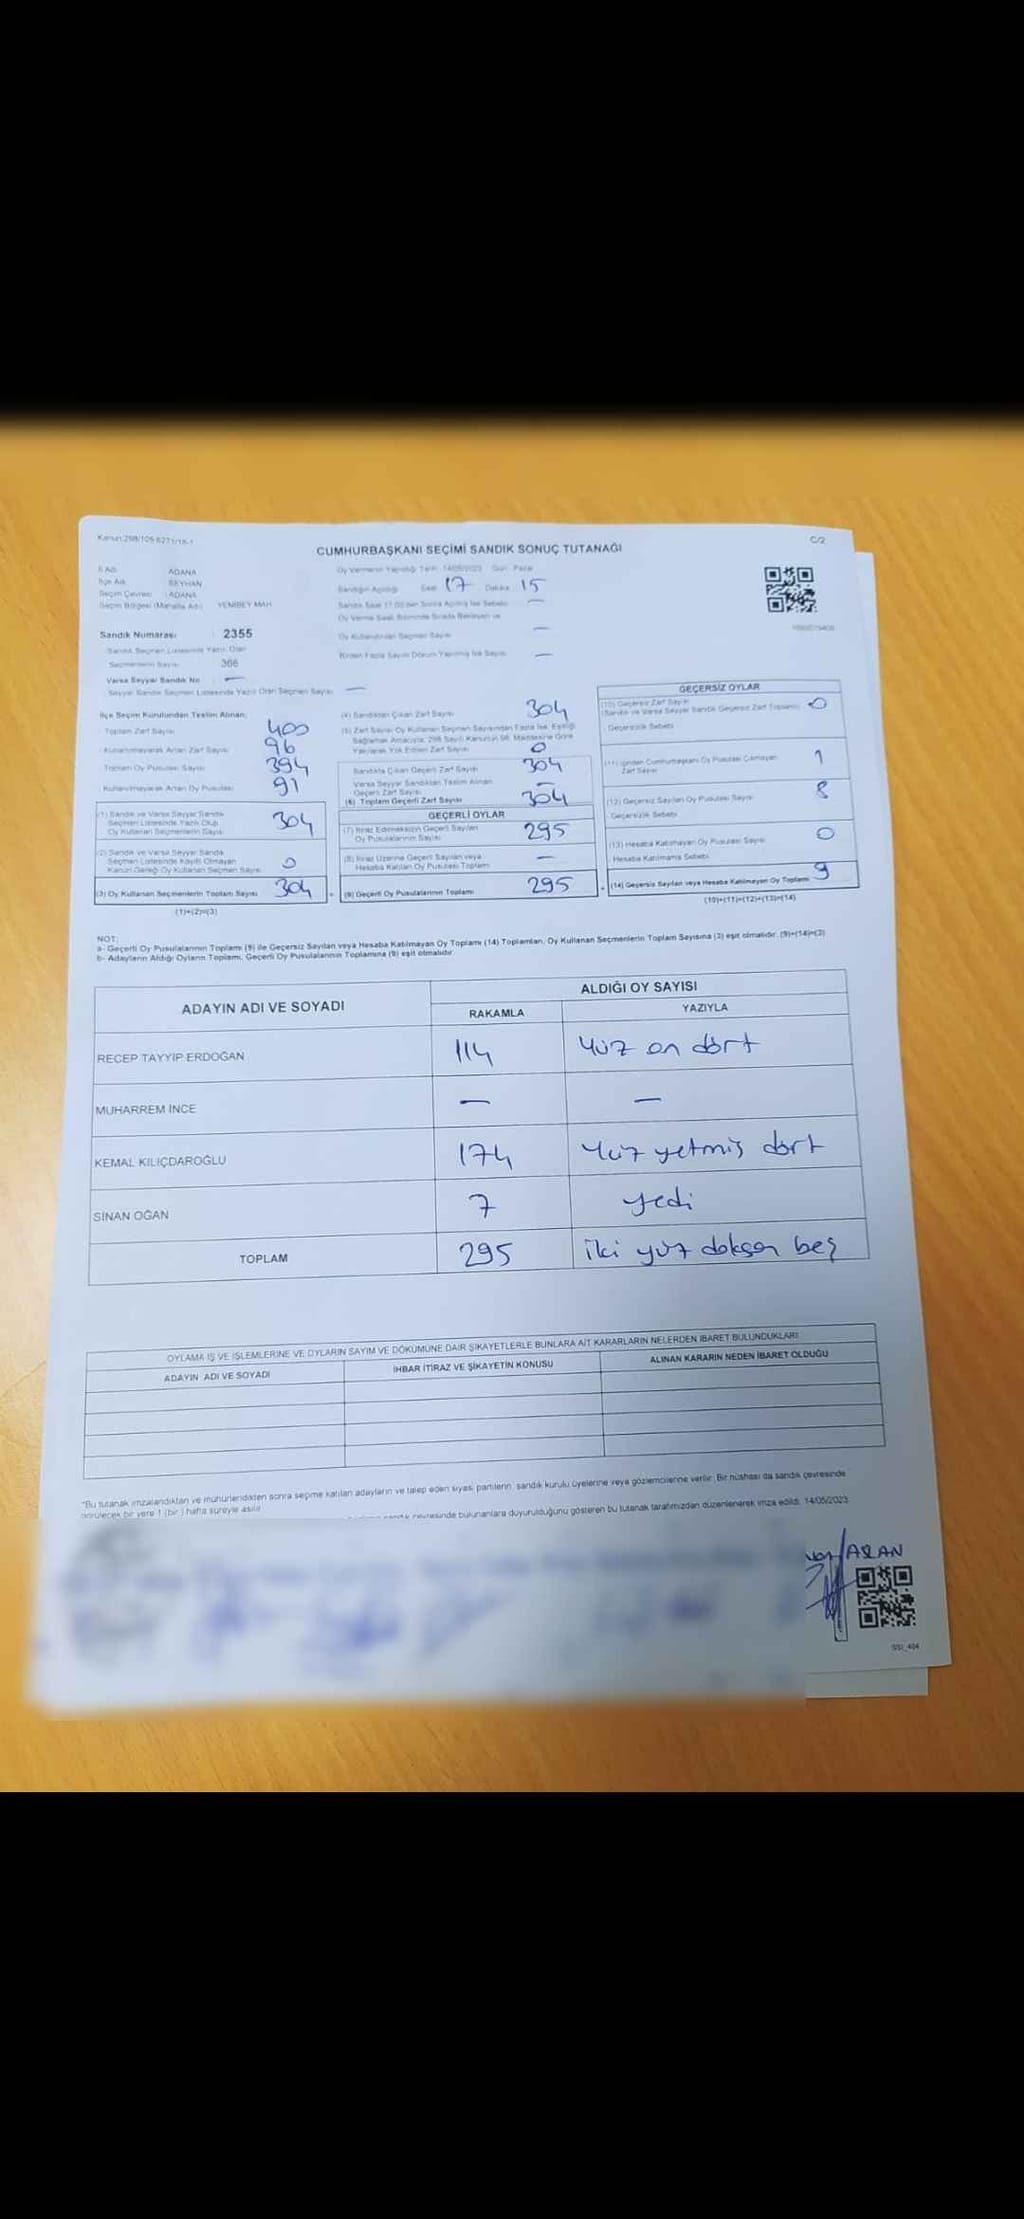 Kanun:298/105 6271/18-1
C/2
CUMHURBAŞKANI SEÇİMİ SANDIK SONUÇ TUTANAĞI
İl Adı ADANA
İlçe Adı SEYHAN
Seçim Çevresi ADANA
Seçim Bölgesi (Mahalle Adı) YENİBEY MAH
Sandık Numarası : 2355
Sandık Seçmen Listesinde Yazılı Olan
Seçmenlerin Sayısı 366
Varsa Seyyar Sandık No —
Seyyar Sandık Seçmen Listesinde Yazılı Olan Seçmen Sayısı —
Oy Vermenin Yapıldığı Tarih 14/05/2023 Gün Pazar
Sandığın Açıldığı Saat 17 Dakika 15
Sandık Saat 17.00'den Sonra Açılmış İse Sebebi —
Oy Verme Saati Bitiminde Sırada Bekleyen ve
Oy Kullandırılan Seçmen Sayısı —
Birden Fazla Sayım Döküm Yapılmış İse Sayısı —
İlçe Seçim Kurulundan Teslim Alınan;
Toplam Zarf Sayısı 400
Kullanılmayarak Artan Zarf Sayısı 96
Toplam Oy Pusulası Sayısı 394
Kullanılmayarak Artan Oy Pusulası 91
(1) Sandık ve Varsa Seyyar Sandık
Seçmen Listesinde Yazılı Olup
Oy Kullanan Seçmenlerin Sayısı 304
(2) Sandık ve Varsa Seyyar Sandık
Seçmen Listesinde Kayıtlı Olmayan
Kanun Gereği Oy Kullanan Seçmen Sayısı 0
(3) Oy Kullanan Seçmenlerin Toplam Sayısı 304
(1)+(2)=(3)
(4) Sandıktan Çıkan Zarf Sayısı 304
(5) Zarf Sayısı Oy Kullanan Seçmen Sayısından Fazla İse, Eşitliği
Sağlamak Amacıyla, 298 Sayılı Kanunun 98. Maddesine Göre
Yakılarak Yok Edilen Zarf Sayısı 0
Sandıkta Çıkan Geçerli Zarf Sayısı 304
Varsa Seyyar Sandıktan Teslim Alınan
Geçerli Zarf Sayısı —
(6) Toplam Geçerli Zarf Sayısı 304
GEÇERLİ OYLAR
(7) İtiraz Edilmeksizin Geçerli Sayılan
Oy Pusulalarının Sayısı 295
(8) İtiraz Üzerine Geçerli Sayılan veya
Hesaba Katılan Oy Pusulası Toplamı —
(9) Geçerli Oy Pusulalarının Toplamı 295
GEÇERSİZ OYLAR
(10) Geçersiz Zarf Sayısı
(Sandık ve Varsa Seyyar Sandık Geçersiz Zarf Toplamı) 0
Geçersizlik Sebebi
(11) İçinden Cumhurbaşkanı Oy Pusulası Çıkmayan
Zarf Sayısı 1
(12) Geçersiz Sayılan Oy Pusulası Sayısı 8
Geçersizlik Sebebi
(13) Hesaba Katılmayan Oy Pusulası Sayısı 0
Hesaba Katılmama Sebebi
(14) Geçersiz Sayılan veya Hesaba Katılmayan Oy Toplamı 9
(10)+(11)+(12)+(13)=(14)
NOT:
a- Geçerli Oy Pusulalarının Toplamı (9) ile Geçersiz Sayılan veya Hesaba Katılmayan Oy Toplamı (14) Toplamları, Oy Kullanan Seçmenlerin Toplam Sayısına (3) eşit olmalıdır. (9)+(14)=(3)
b- Adayların Aldığı Oyların Toplamı, Geçerli Oy Pusulalarının Toplamına (9) eşit olmalıdır.
ADAYIN ADI VE SOYADI
ALDIĞI OY SAYISI
RAKAMLA YAZIYLA
RECEP TAYYIP ERDOĞAN 114 Yüz on dört
MUHARREM İNCE — —
KEMAL KILIÇDAROĞLU 174 Yüz yetmiş dört
SİNAN OĞAN 7 yedi
TOPLAM 295 iki yüz doksan beş
OYLAMA İŞ VE İŞLEMLERİNE VE OYLARIN SAYIM VE DÖKÜMÜNE DAİR ŞİKAYETLERLE BUNLARA AİT KARARLARIN NELERDEN İBARET BULUNDUKLARI
ADAYIN ADI VE SOYADI İHBAR İTİRAZ VE ŞİKAYETİN KONUSU ALINAN KARARIN NEDEN İBARET OLDUĞU
*Bu tutanak imzalandıktan ve mühürlendikten sonra seçime katılan adayların ve talep eden siyasi partilerin sandık kurulu üyelerine veya gözlemcilerine verilir. Bir nüshası da sandık çevresinde
görülecek bir yere 1 (bir) hafta süreyle asılır
sandık çevresinde bulunanlara duyurulduğunu gösteren bu tutanak tarafımızdan düzenlenerek imza edildi. 14/05/2023
ASLAN